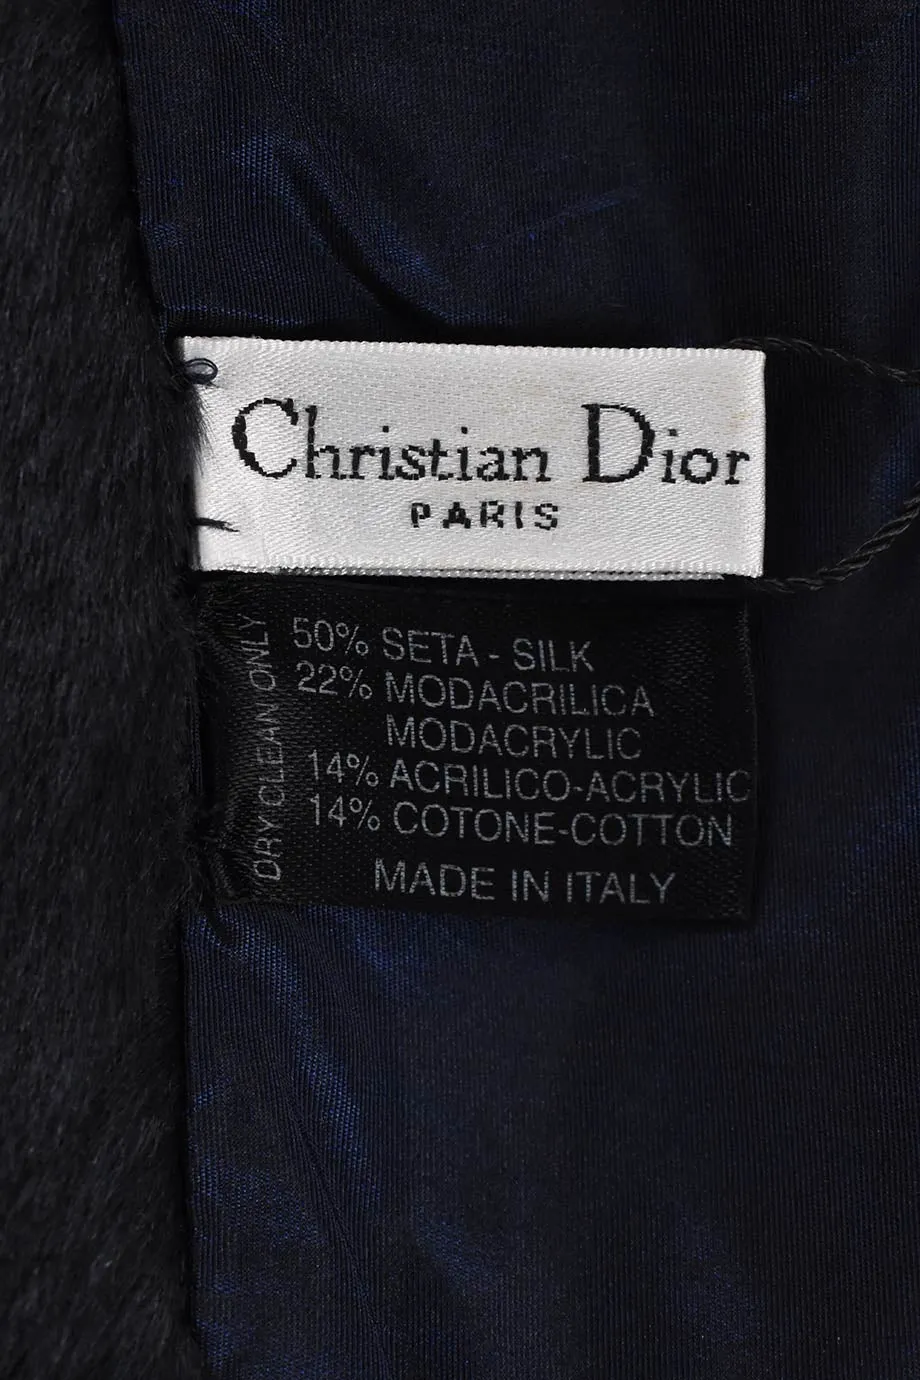 Christian Dior
PARIS
DRY CLEAN ONLY
50% SETA - SILK
22% MODACRILICA
MODACRYLIC
14% ACRILICO-ACRYLIC
14% COTONE-COTTON
MADE IN ITALY